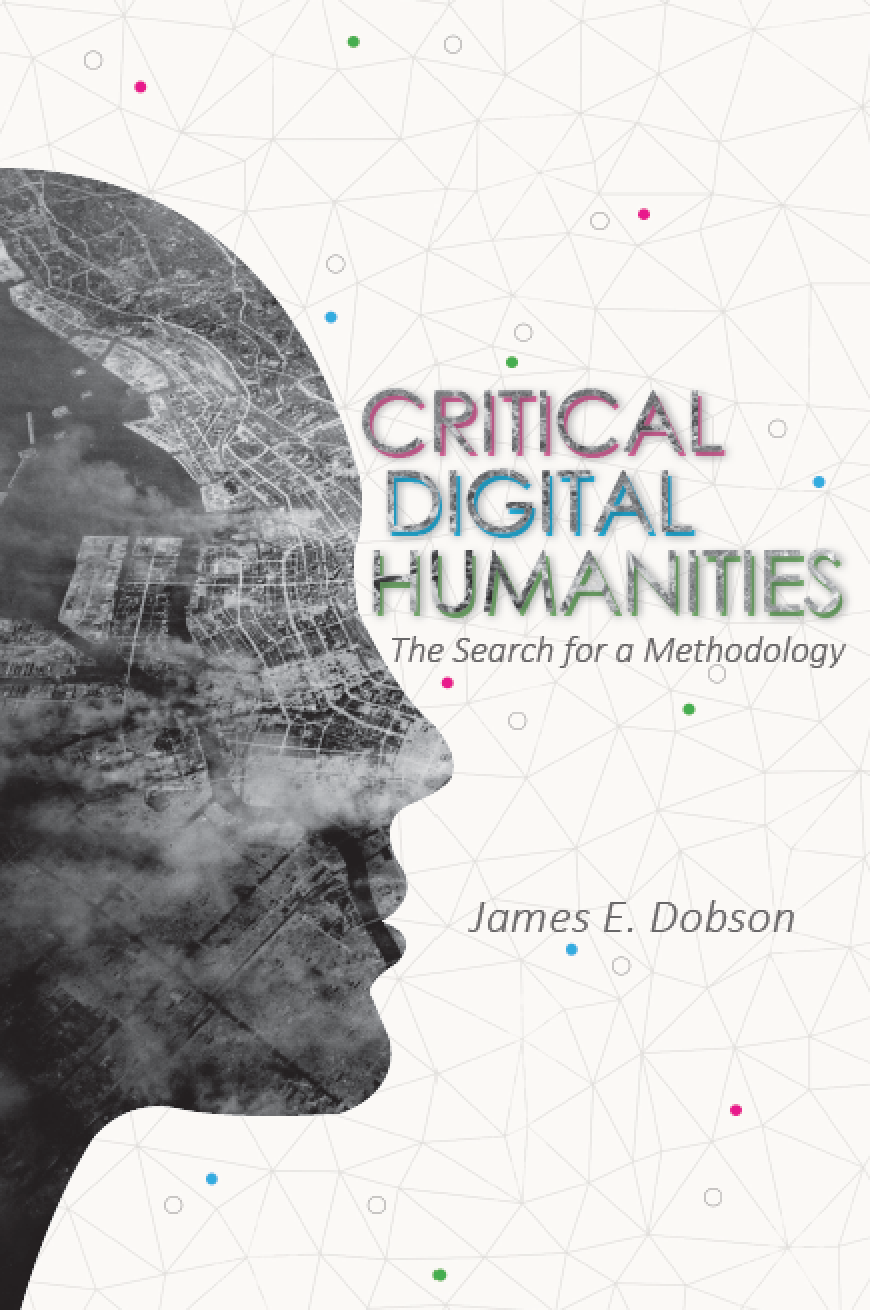 CRITICAL
DIGITAL
HUMANITIES
The Search for a Methodology
James E. Dobson